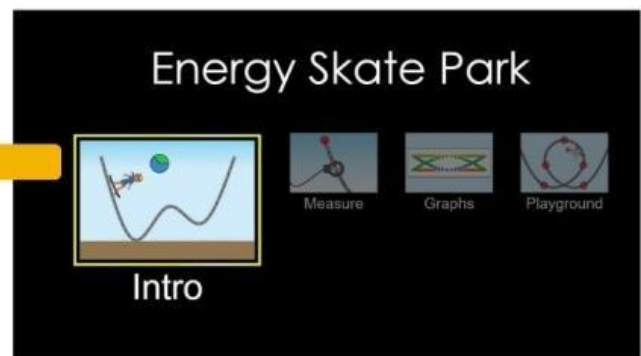 Energy Skate Park
Measure
Graphs
Playground
Intro